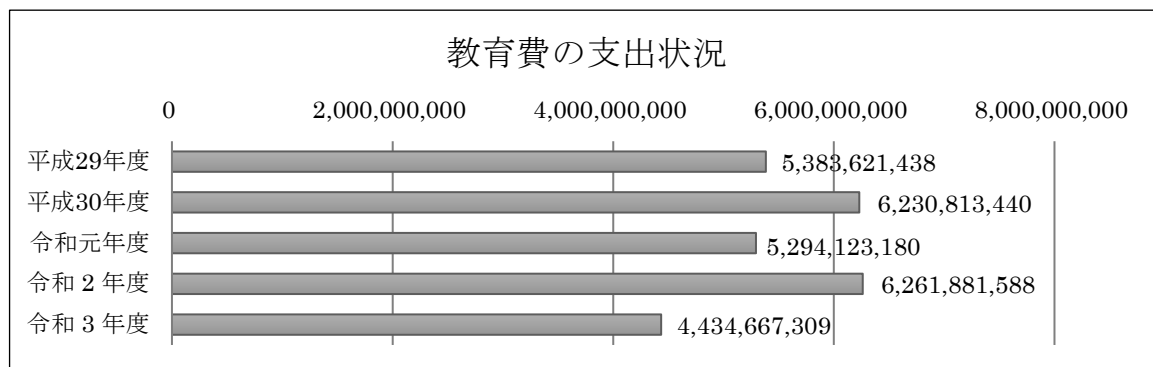 教育費の支出状況
0 2,000,000,000 4,000,000,000 6,000,000,000 8,000,000,000
平成29年度 5,383,621,438
平成30年度 6,230,813,440
令和元年度 5,294,123,180
令和２年度 6,261,881,588
令和３年度 4,434,667,309